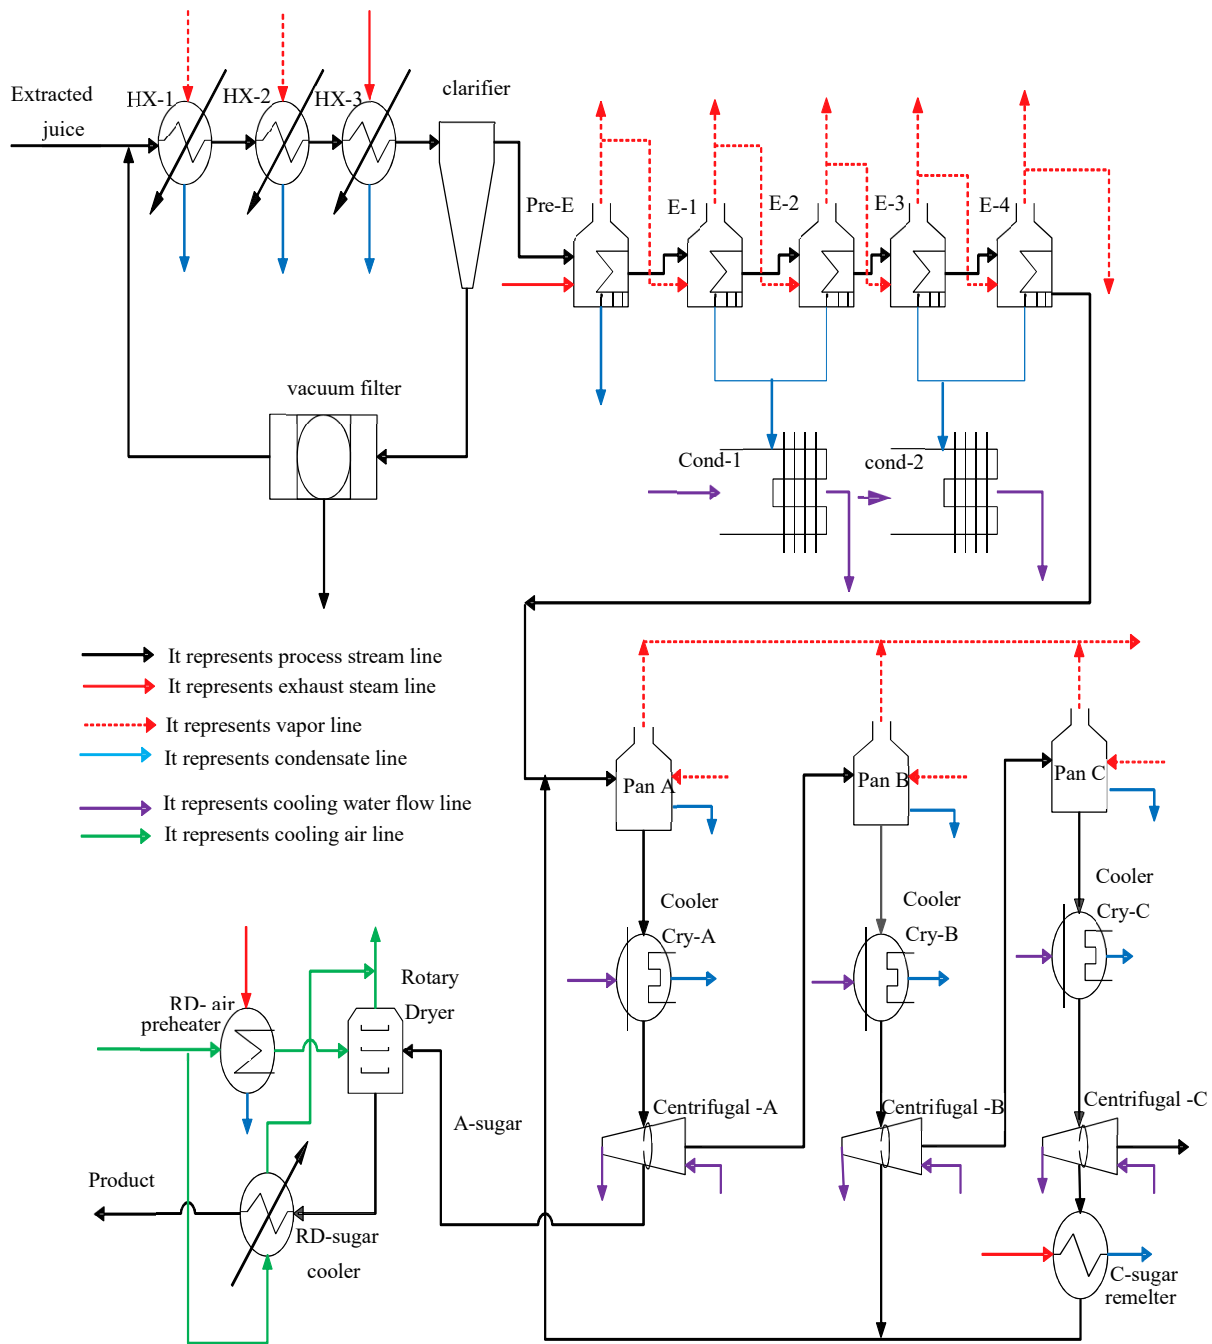 Extracted
juice
HX-1
HX-2
HX-3
clarifier
Pre-E
E-1
E-2
E-3
E-4
vacuum filter
Cond-1
cond-2
It represents process stream line
It represents exhaust steam line
It represents vapor line
It represents condensate line
It represents cooling water flow line
It represents cooling air line
Pan A
Pan B
Pan C
Cooler
Cry-A
Cooler
Cry-B
Cooler
Cry-C
RD- air
preheater
Rotary
Dryer
A-sugar
Centrifugal -A
Centrifugal -B
Centrifugal -C
Product
RD-sugar
cooler
C-sugar
remelter